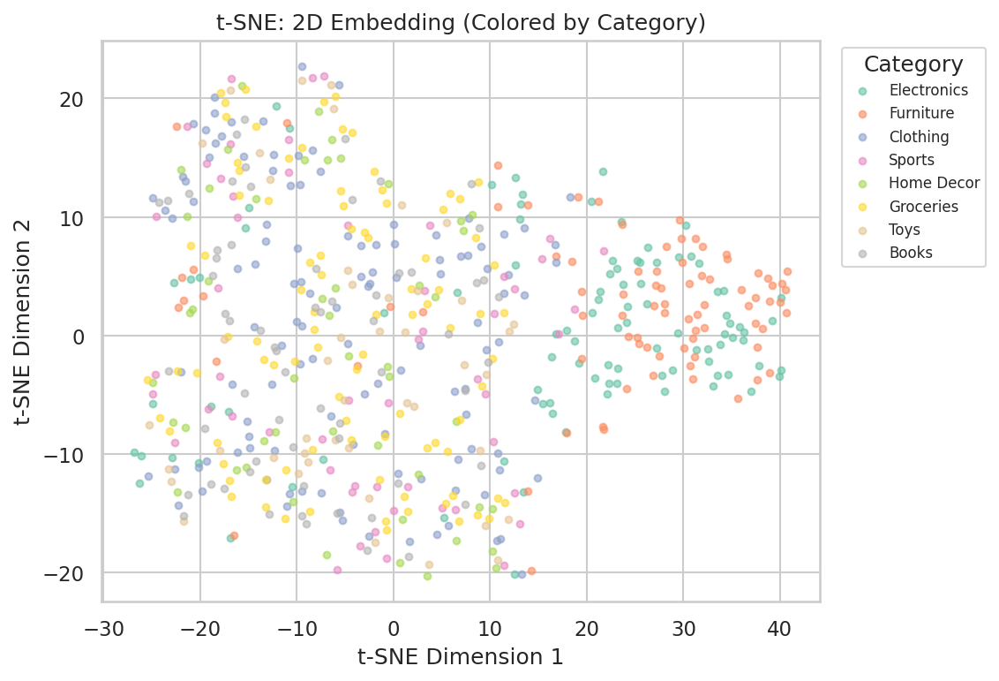 t-SNE: 2D Embedding (Colored by Category)
Category
Electronics
Furniture
Clothing
Sports
Home Decor
Groceries
Toys
Books
t-SNE Dimension 2
20
10
0
−10
−20
−30
−20
−10
0
10
20
30
40
t-SNE Dimension 1